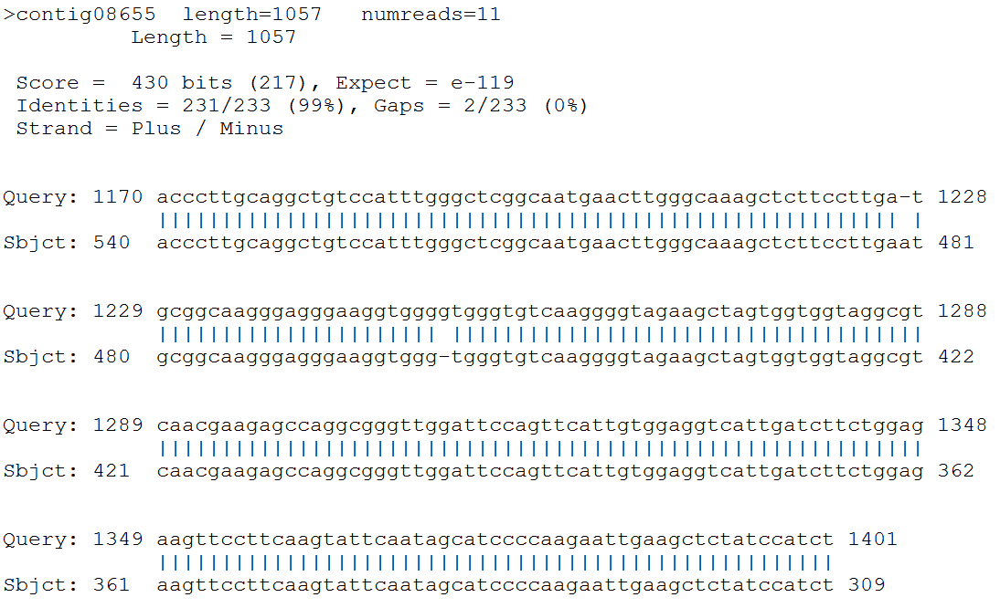 >contig08655  length=1057   numreads=11
          Length = 1057

 Score =  430 bits (217), Expect = e-119
 Identities = 231/233 (99%), Gaps = 2/233 (0%)
 Strand = Plus / Minus


Query: 1170 acccttgcaggctgtccatttgggctcggcaatgaacttgggcaaagctcttccttga-t 1228
            |||||||||||||||||||||||||||||||||||||||||||||||||||||||||| |
Sbjct: 540  acccttgcaggctgtccatttgggctcggcaatgaacttgggcaaagctcttccttgaat 481


Query: 1229 gcggcaagggagggaaggtggggtgggtgtcaaggggtagaagctagtggtggtaggcgt 1288
            |||||||||||||||||||||| |||||||||||||||||||||||||||||||||||||
Sbjct: 480  gcggcaagggagggaaggtggg-tgggtgtcaaggggtagaagctagtggtggtaggcgt 422


Query: 1289 caacgaagagccaggcgggttggattccagttcattgtggaggtcattgatcttctggag 1348
            ||||||||||||||||||||||||||||||||||||||||||||||||||||||||||||
Sbjct: 421  caacgaagagccaggcgggttggattccagttcattgtggaggtcattgatcttctggag 362


Query: 1349 aagttccttcaagtattcaatagcatccccaagaattgaagctctatccatct 1401
            |||||||||||||||||||||||||||||||||||||||||||||||||||||
Sbjct: 361  aagttccttcaagtattcaatagcatccccaagaattgaagctctatccatct 309